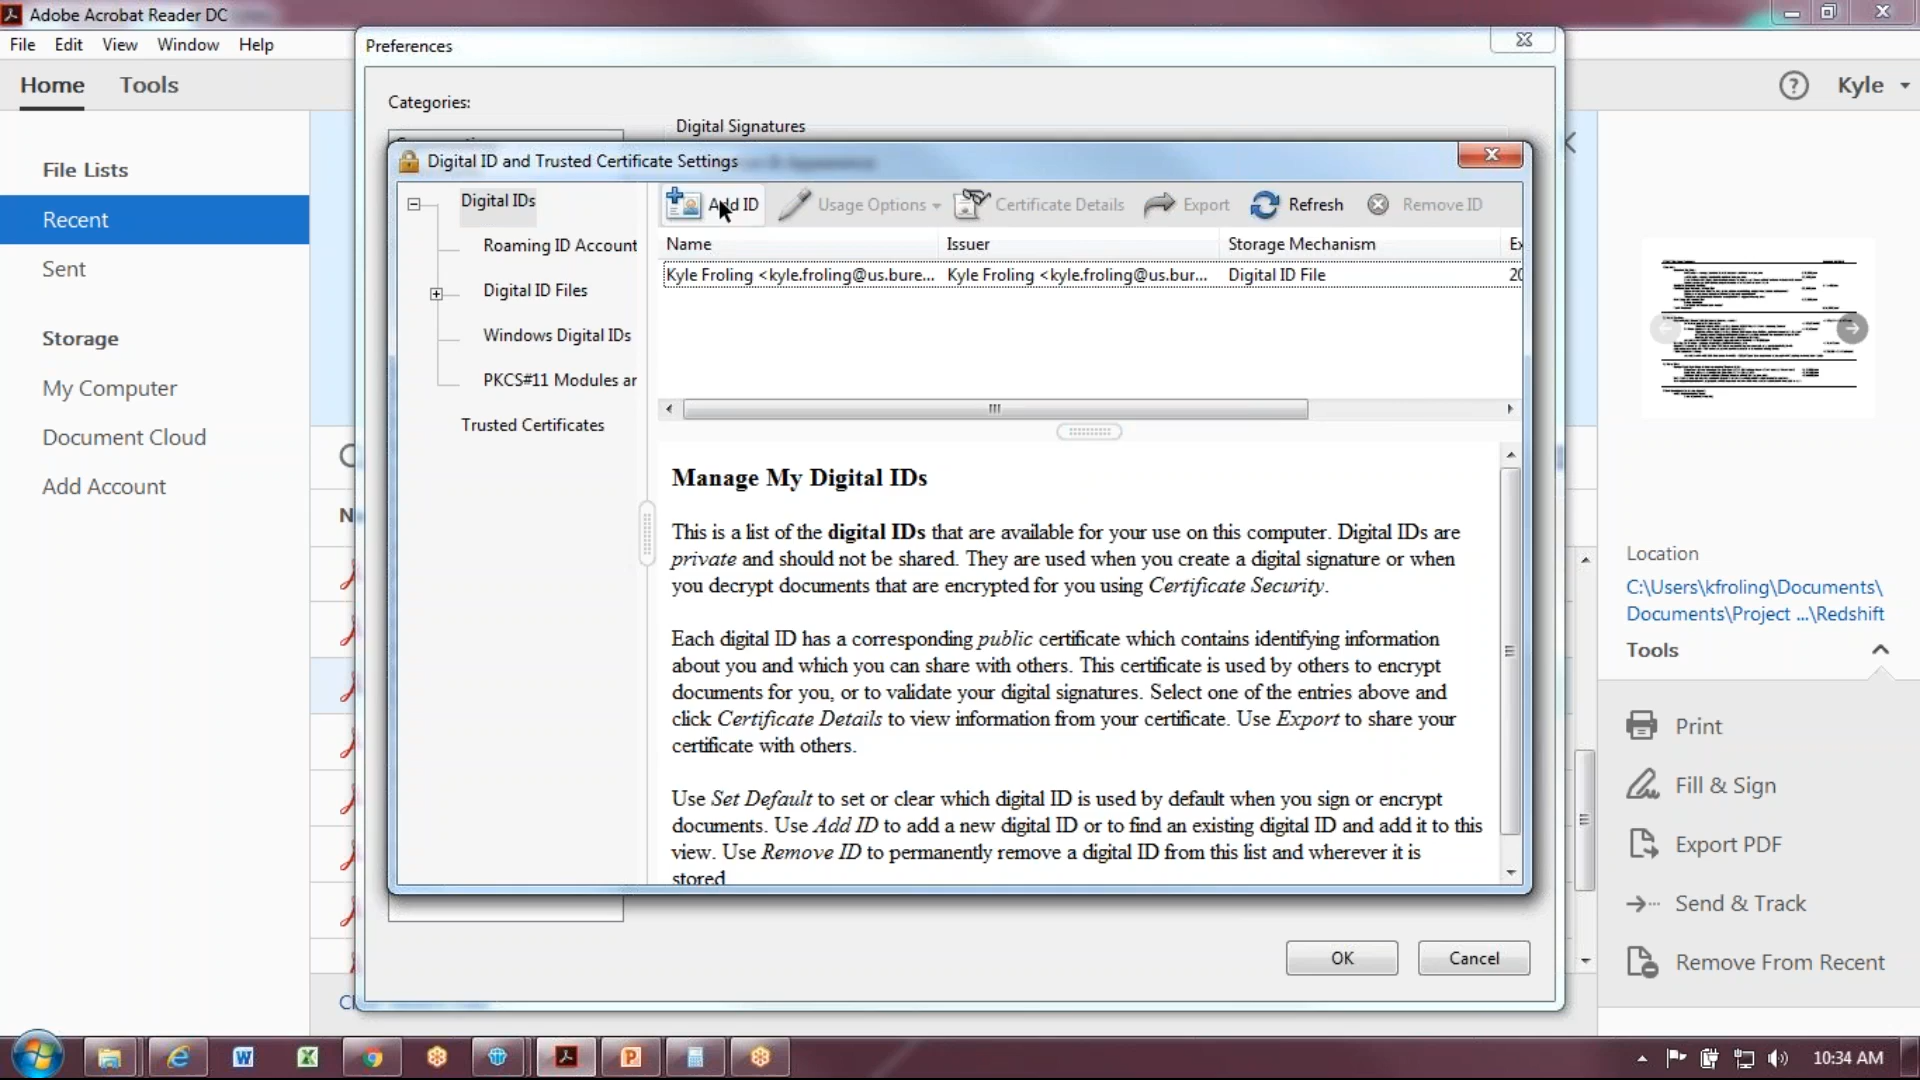 Adobe Acrobat Reader DC
File Edit View Window Help
Home Tools
Kyle
File Lists
Recent
Sent
Storage
My Computer
Document Cloud
Add Account
Preferences
Categories:
Digital Signatures
Digital ID and Trusted Certificate Settings
Digital IDs
Roaming ID Account
Digital ID Files
Windows Digital IDs
PKCS#11 Modules ar
Trusted Certificates
Add ID Usage Options Certificate Details Export Refresh Remove ID
Name Issuer Storage Mechanism Ex
Kyle Froling <kyle.froling@us.bure... Kyle Froling <kyle.froling@us.bur... Digital ID File 20
Manage My Digital IDs
This is a list of the digital IDs that are available for your use on this computer. Digital IDs are
private and should not be shared. They are used when you create a digital signature or when
you decrypt documents that are encrypted for you using Certificate Security.
Each digital ID has a corresponding public certificate which contains identifying information
about you and which you can share with others. This certificate is used by others to encrypt
documents for you, or to validate your digital signatures. Select one of the entries above and
click Certificate Details to view information from your certificate. Use Export to share your
certificate with others.
Use Set Default to set or clear which digital ID is used by default when you sign or encrypt
documents. Use Add ID to add a new digital ID or to find an existing digital ID and add it to this
view. Use Remove ID to permanently remove a digital ID from this list and wherever it is
stored
OK Cancel
Location
C:\Users\kfroling\Documents\
Documents\Project ...\Redshift
Tools
Print
Fill & Sign
Export PDF
Send & Track
Remove From Recent
10:34 AM